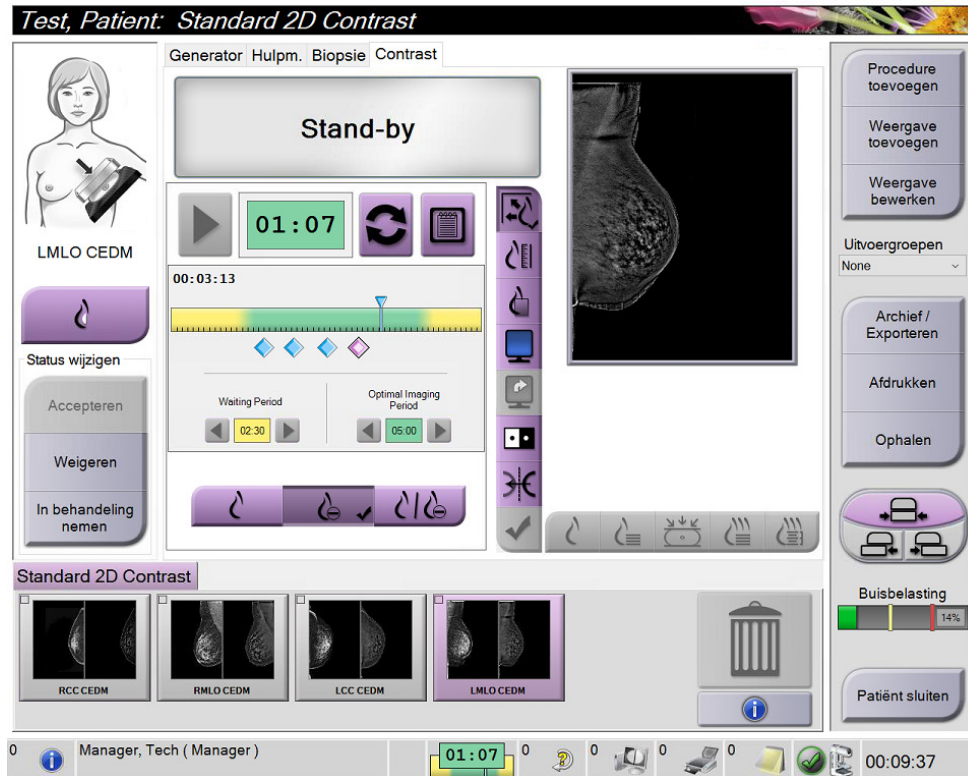 Test, Patient: Standard 2D Contrast
Generator Hulpm. Biopsie Contrast
Stand-by
LMLO CEDM
01:07
00:03:13
Waiting Period
Optimal Imaging
Period
02:30
05:00
Status wijzigen
Accepteren
Weigeren
In behandeling
nemen
Procedure
toevoegen
Weergave
toevoegen
Weergave
bewerken
Uitvoergroepen
None
Archief /
Exporteren
Afdrukken
Ophalen
Buisbelasting
14%
Patiënt sluiten
Standard 2D Contrast
RCC CEDM
RMLO CEDM
LCC CEDM
LMLO CEDM
0
Manager, Tech ( Manager )
01:07
0
0
0
0
00:09:37